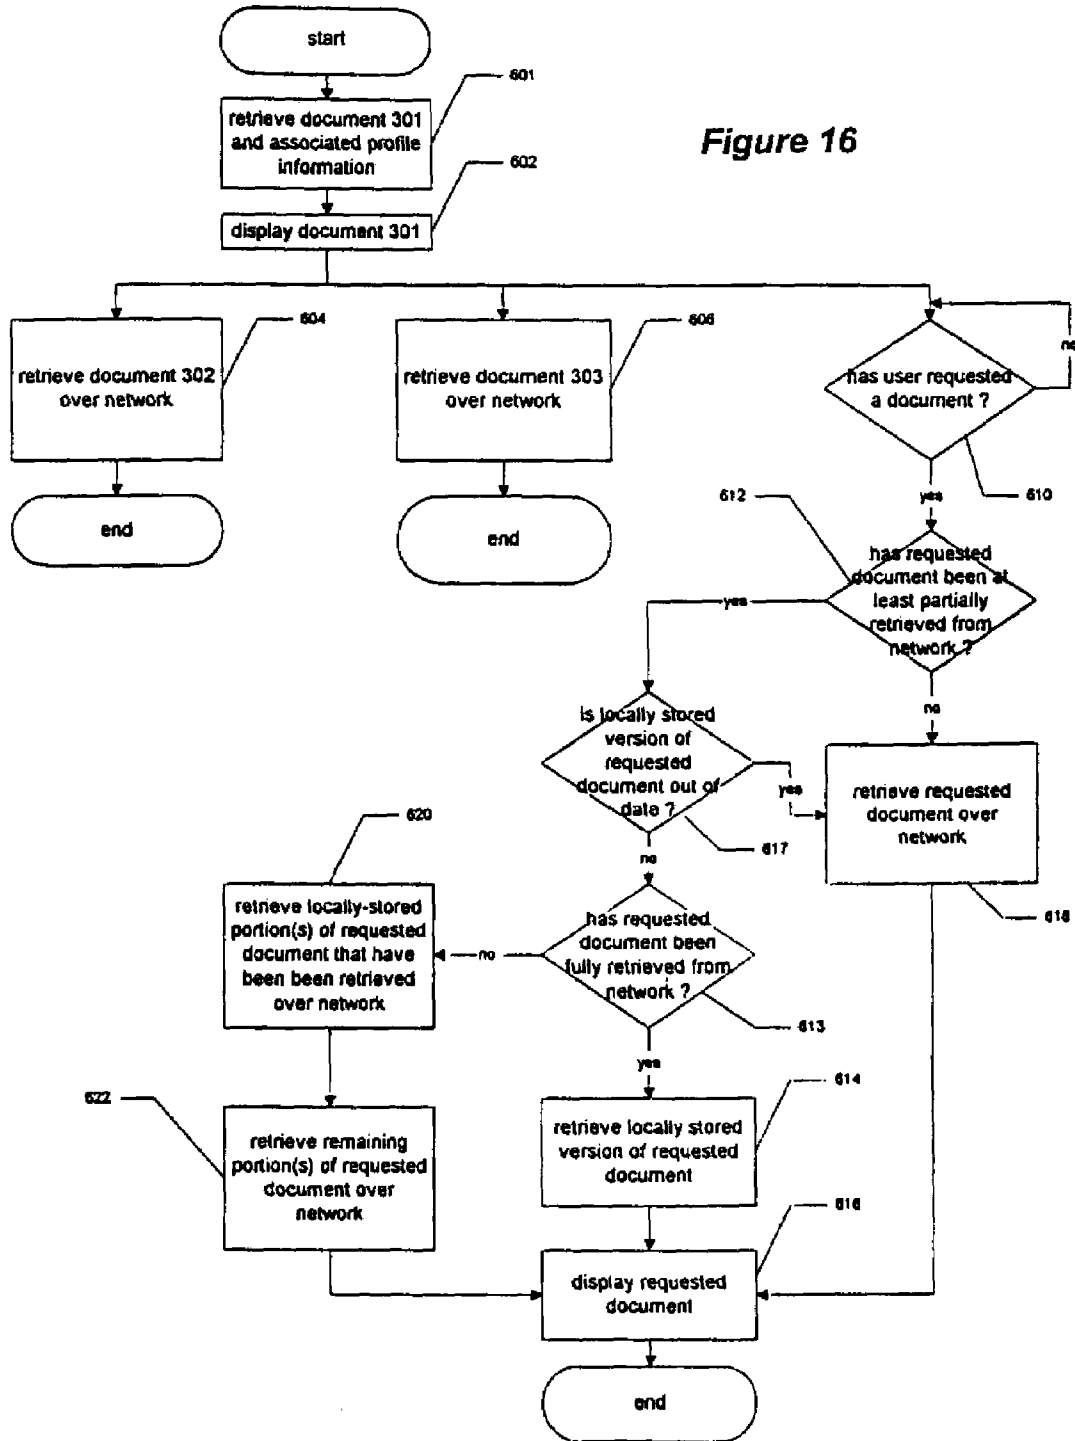 start
601
retrieve document 301
and associated profile
information
Figure 16
602
display document 301
604
retrieve document 302
over network
606
retrieve document 303
over network
no
has user requested
a document ?
610
yes
end
end
612
has requested
document been at
least partially
retrieved from
network ?
yes
no
is locally stored
version of
requested
document out of
date ?
yes
617
no
retrieve requested
document over
network
618
620
retrieve locally-stored
portion(s) of requested
document that have
been been retrieved
over network
no
has requested
document been
fully retrieved from
network ?
613
yes
614
retrieve locally stored
version of requested
document
622
retrieve remaining
portion(s) of requested
document over
network
616
display requested
document
end